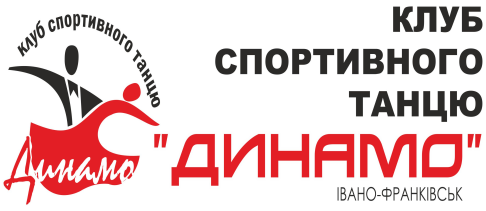 клуб спортивного танцю
Динамо
КЛУБ
СПОРТИВНОГО
ТАНЦЮ
"ДИНАМО"
ІВАНО-ФРАНКІВСЬК